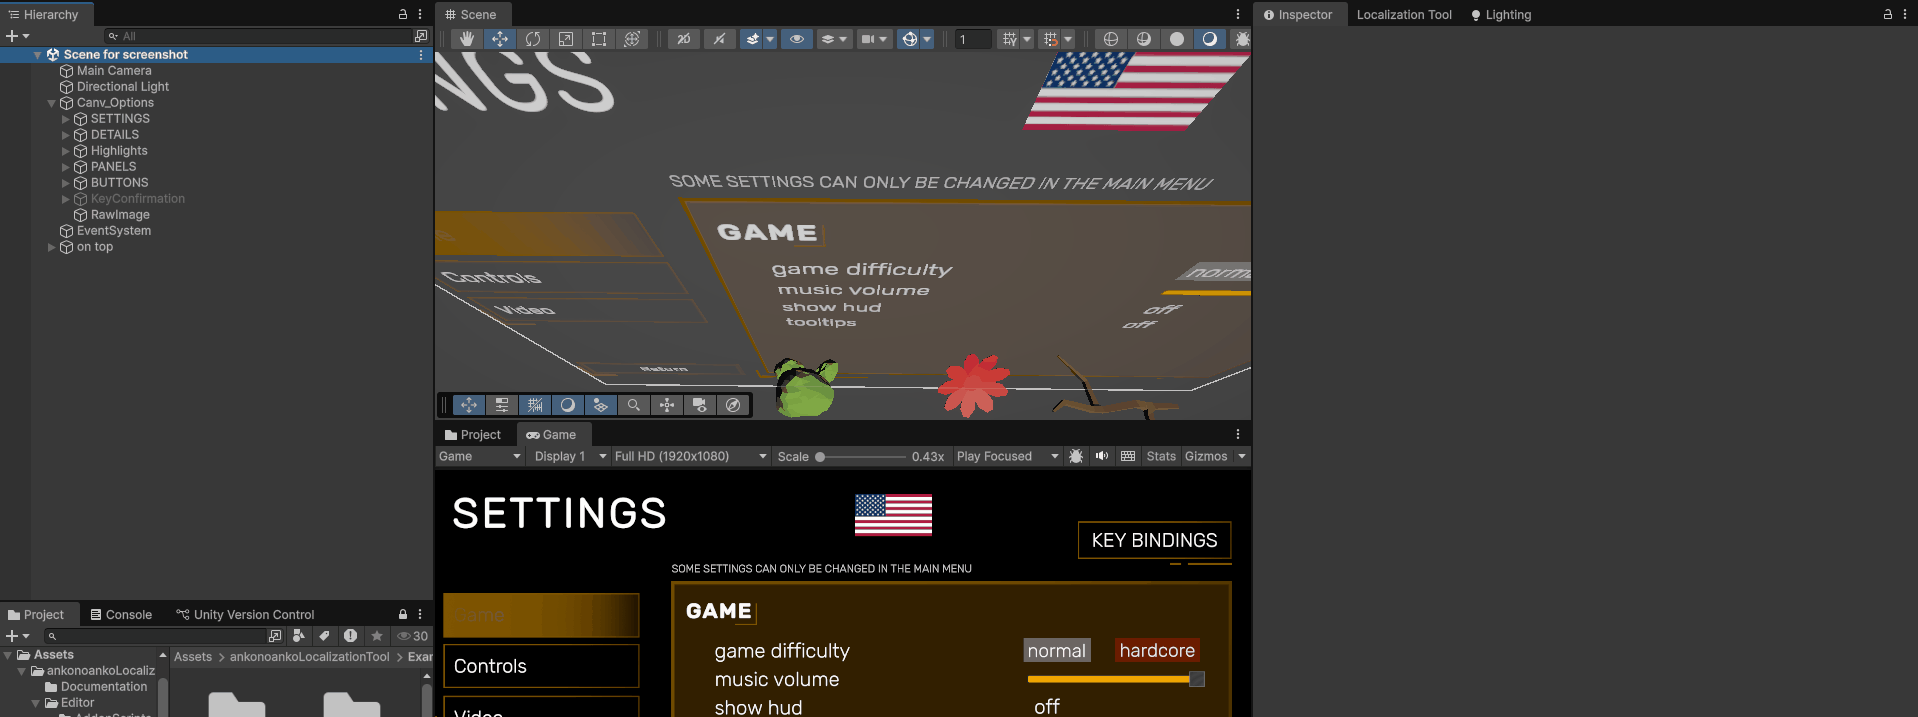 Hierarchy
All
Scene for screenshot
Main Camera
Directional Light
Canv_Options
SETTINGS
DETAILS
Highlights
PANELS
BUTTONS
KeyConfirmation
RawImage
EventSystem
on top
Project
Console
Unity Version Control
30
Assets
ankonoankoLocaliz
Documentation
Editor
Assets > ankonoankoLocalizationTool > Exar
Scene
2D
1
NGS
SOME SETTINGS CAN ONLY BE CHANGED IN THE MAIN MENU
GAME
game difficulty
norm
music volume
show hud
off
tooltips
off
Controls
Video
Return
Project
Game
Game
Display 1
Full HD (1920x1080)
Scale
0.43x
Play Focused
Stats
Gizmos
SETTINGS
KEY BINDINGS
SOME SETTINGS CAN ONLY BE CHANGED IN THE MAIN MENU
Game
GAME
game difficulty
normal
hardcore
Controls
music volume
Video
show hud
off
Inspector
Localization Tool
Lighting